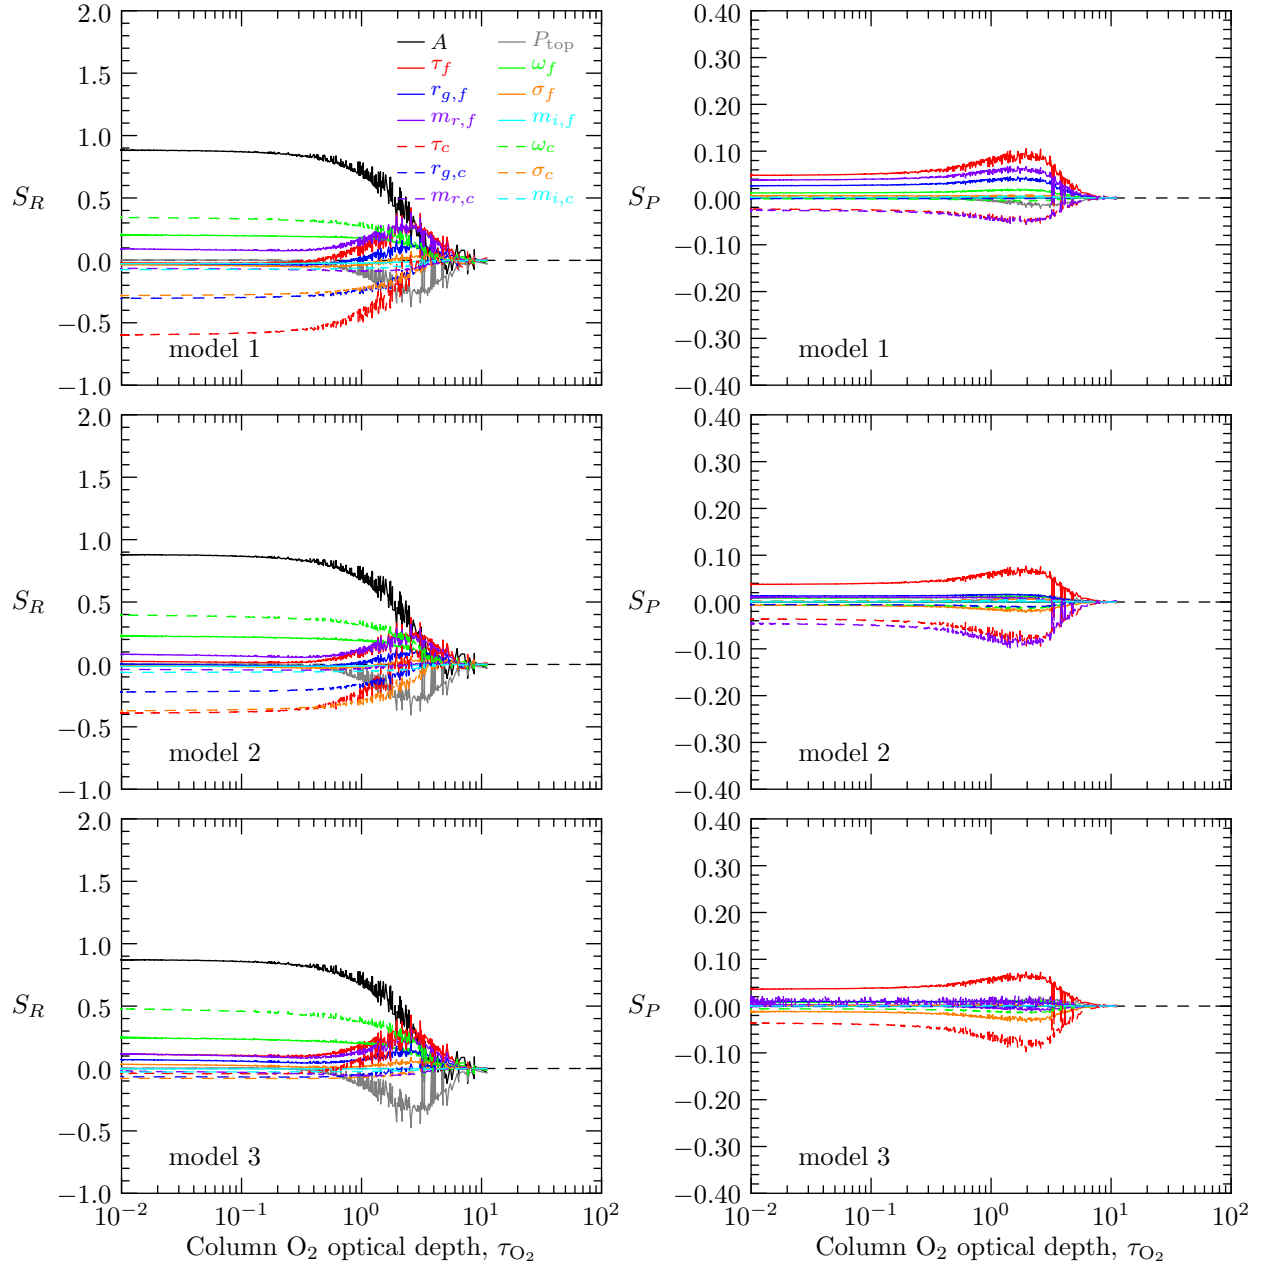 2.0
1.5
1.0
0.5
0.0
−0.5
−1.0
S_R
A
P_top
τ_f
ω_f
r_{g,f}
σ_f
m_{r,f}
m_{i,f}
τ_c
ω_c
r_{g,c}
σ_c
m_{r,c}
m_{i,c}
model 1
0.40
0.30
0.20
0.10
0.00
−0.10
−0.20
−0.30
−0.40
S_P
model 1
2.0
1.5
1.0
0.5
0.0
−0.5
−1.0
S_R
model 2
0.40
0.30
0.20
0.10
0.00
−0.10
−0.20
−0.30
−0.40
S_P
model 2
2.0
1.5
1.0
0.5
0.0
−0.5
−1.0
S_R
model 3
10^−2 10^−1 10^0 10^1 10^2
Column O₂ optical depth, τ_O₂
0.40
0.30
0.20
0.10
0.00
−0.10
−0.20
−0.30
−0.40
S_P
model 3
10^−2 10^−1 10^0 10^1 10^2
Column O₂ optical depth, τ_O₂